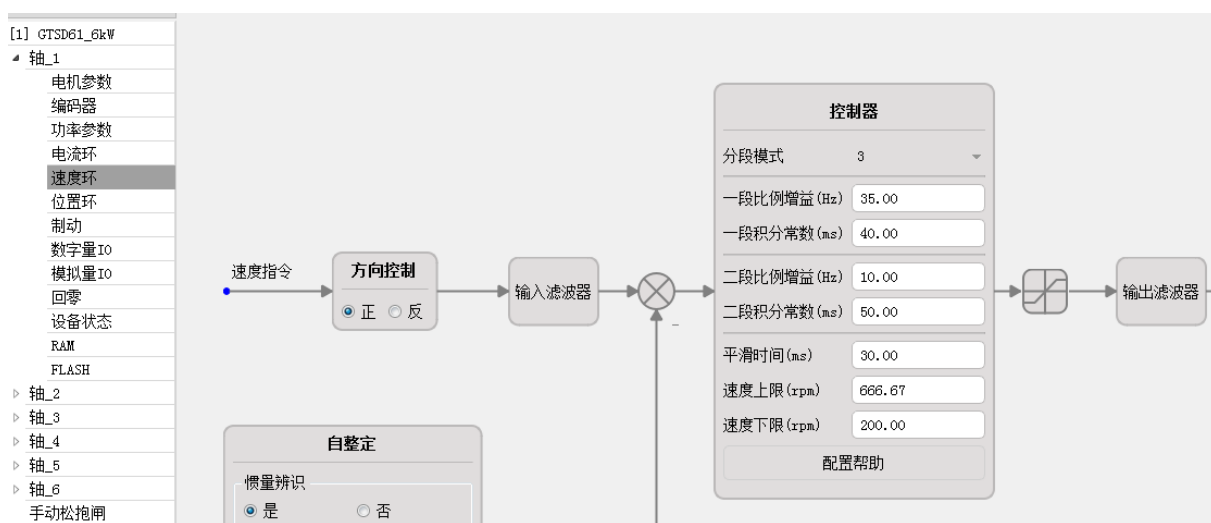 [1] GTSD61_6kW
轴_1
电机参数
编码器
功率参数
电流环
速度环
位置环
制动
数字量IO
模拟量IO
回零
设备状态
RAM
FLASH
轴_2
轴_3
轴_4
轴_5
轴_6
手动松抱闸
速度指令
方向控制
正 反
输入滤波器
-
控制器
分段模式 3
一段比例增益(Hz) 35.00
一段积分常数(ms) 40.00
二段比例增益(Hz) 10.00
二段积分常数(ms) 50.00
平滑时间(ms) 30.00
速度上限(rpm) 666.67
速度下限(rpm) 200.00
配置帮助
输出滤波器
自整定
惯量辨识
是 否